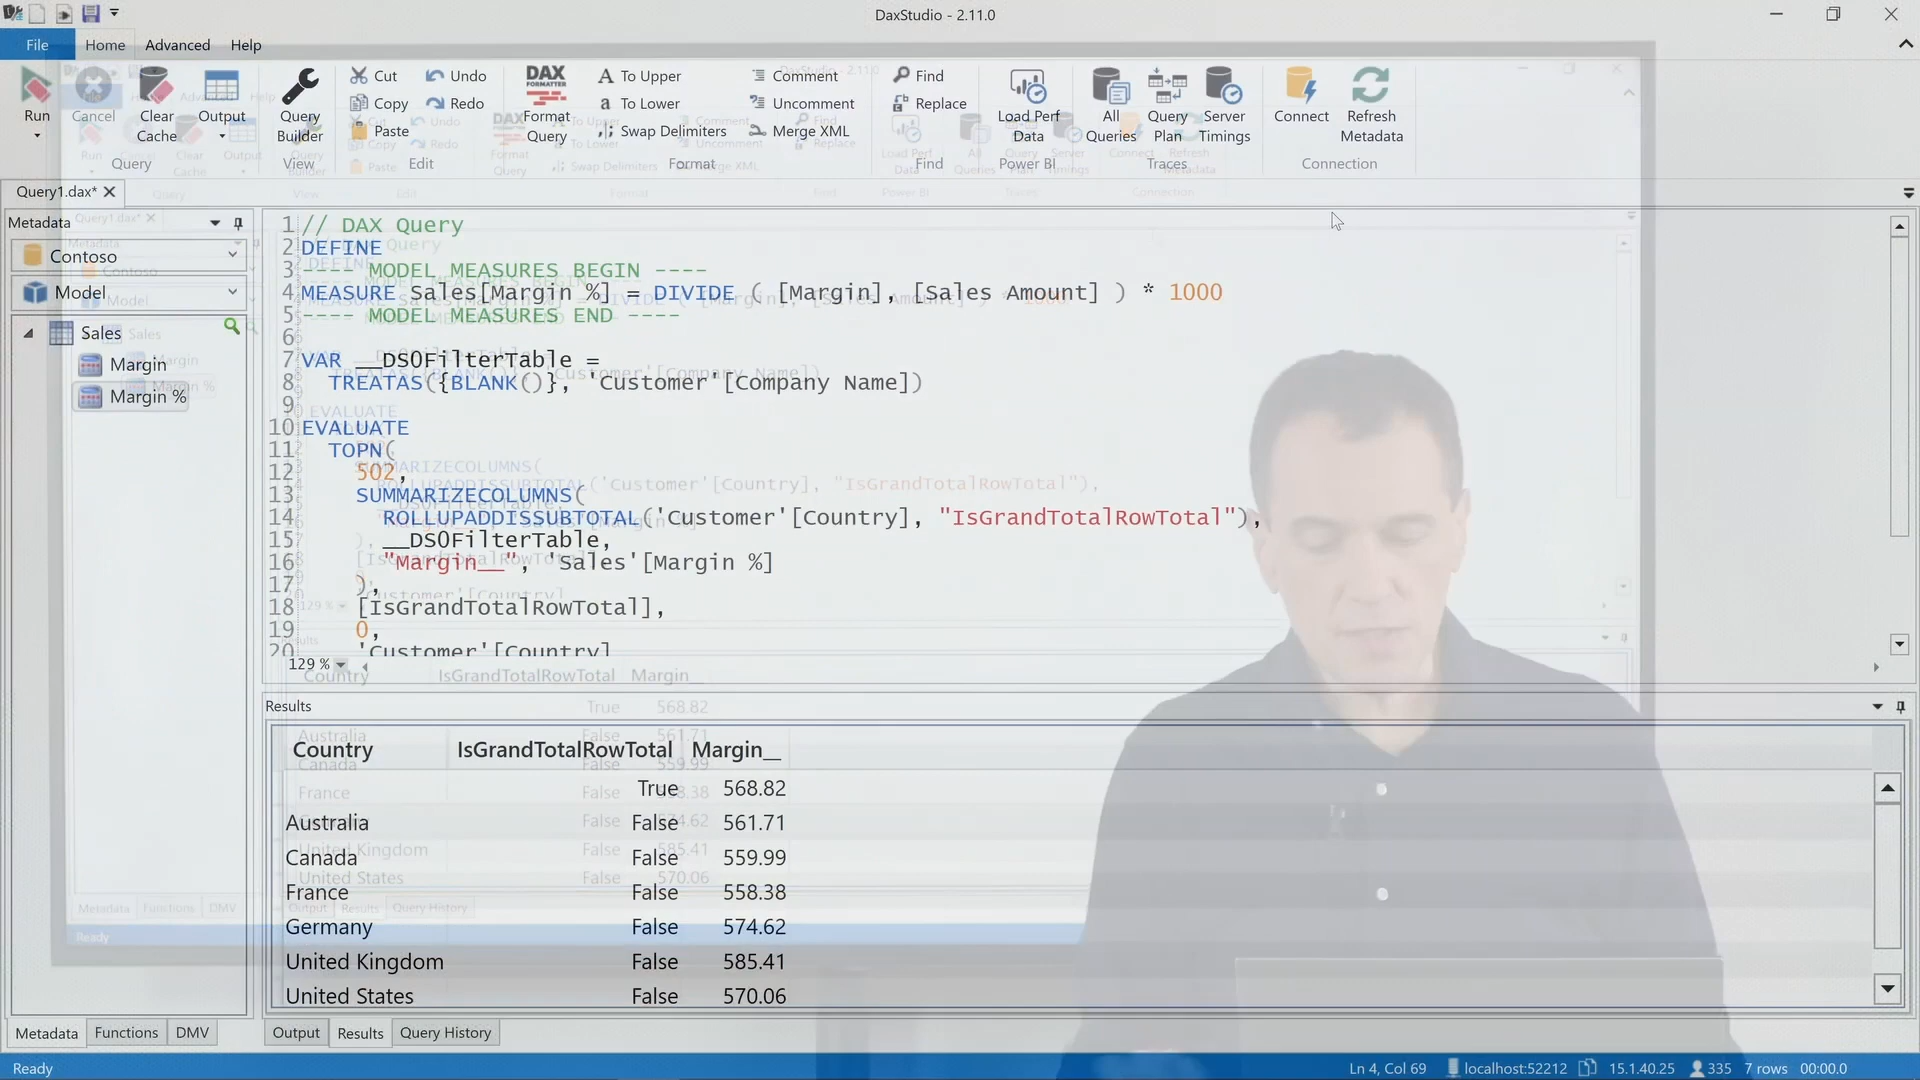 DaxStudio - 2.11.0
File Home Advanced Help
Run
Cancel
Clear Cache
Output
Query
Query Builder
View
Cut
Copy
Paste
Undo
Redo
Edit
DAX FORMATTER
Format Query
To Upper
To Lower
Swap Delimiters
Comment
Uncomment
Merge XML
Format
Find
Replace
Find
Load Perf Data
Power BI
All Queries
Query Plan
Server Timings
Traces
Connect
Refresh Metadata
Connection
Query1.dax*
Metadata
Contoso
Model
Sales
Margin
Margin %
1 // DAX Query
2 DEFINE
3 ---- MODEL MEASURES BEGIN ----
4 MEASURE Sales[Margin %] = DIVIDE ( [Margin], [Sales Amount] ) * 1000
5 ---- MODEL MEASURES END ----
6
7 VAR __DS0FilterTable =
8 TREATAS({BLANK()}, 'Customer'[Company Name])
9
10 EVALUATE
11 TOPN(
12 502,
13 SUMMARIZECOLUMNS(
14 ROLLUPADDISSUBTOTAL('Customer'[Country], "IsGrandTotalRowTotal"),
15 __DS0FilterTable,
16 "Margin__", 'Sales'[Margin %]
17 ),
18 [IsGrandTotalRowTotal],
19 0,
20 'Customer'[Country]
129 %
Results
Country IsGrandTotalRowTotal Margin__
True 568.82
Australia False 561.71
Canada False 559.99
France False 558.38
Germany False 574.62
United Kingdom False 585.41
United States False 570.06
Metadata Functions DMV
Output Results Query History
Ready
Ln 4, Col 69 localhost:52212 15.1.40.25 335 7 rows 00:00.0